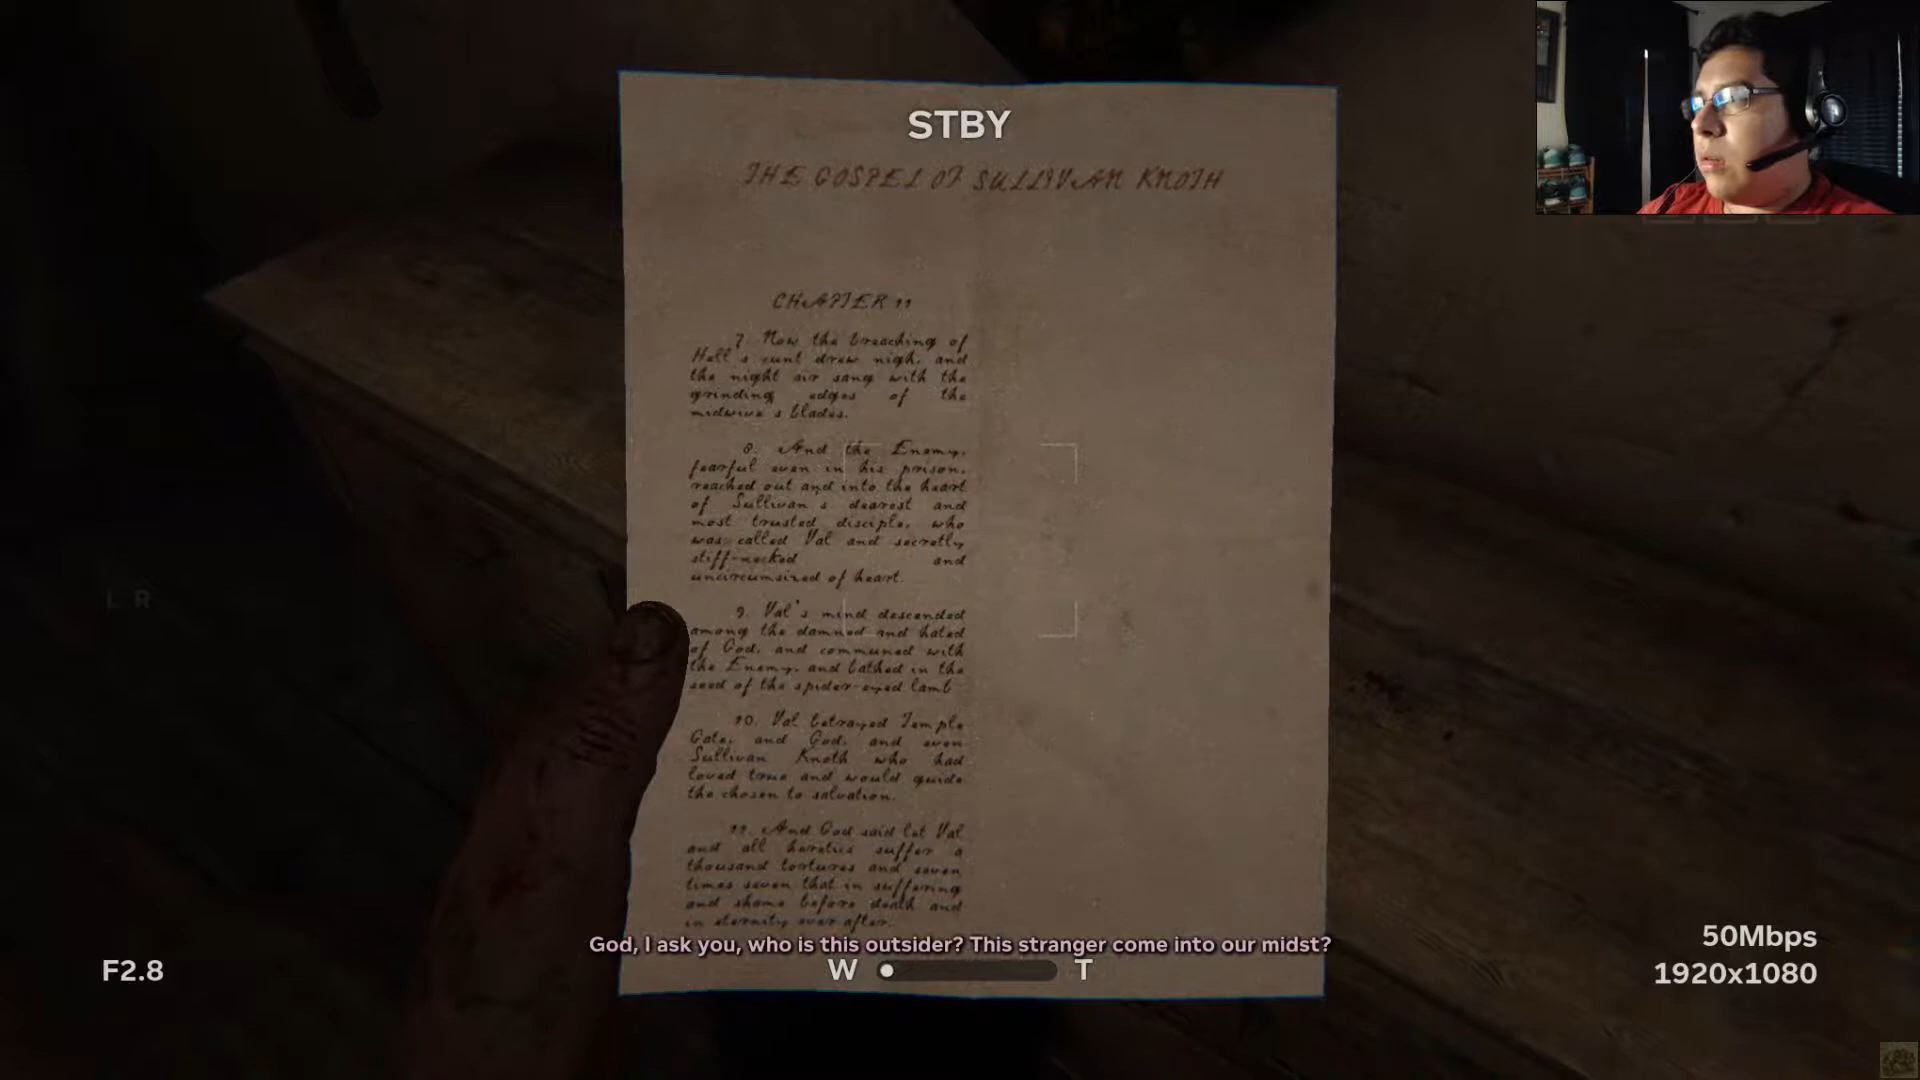 STBY
THE GOSPEL OF SULLIVAN KNOTH
CHAPTER 11
7. Now the breaching of
Hell's cunt drew nigh, and
the night air sang with the
grinding edges of the
midwive's blades.
8. And the Enemy,
fearful even in his prison,
reached out and into the heart
of Sullivan's dearest and
most trusted disciple, who
was called Val and secretly
stiff-necked and
uncircumsized of heart.
9. Val's mind descended
among the damned and hated
of God, and communed with
the Enemy, and bathed in the
seed of the spider-eyed lamb
10. Val betrayed Temple
Gate, and God, and even
Sullivan Knoth who had
loved true and would guide
the chosen to salvation.
11. And God said let Val
and all heretics suffer a
thousand tortures and seven
times seven that in suffering
and shame before death and
in eternity ever after.
God, I ask you, who is this outsider? This stranger come into our midst?
L R
F2.8
W T
50Mbps
1920x1080